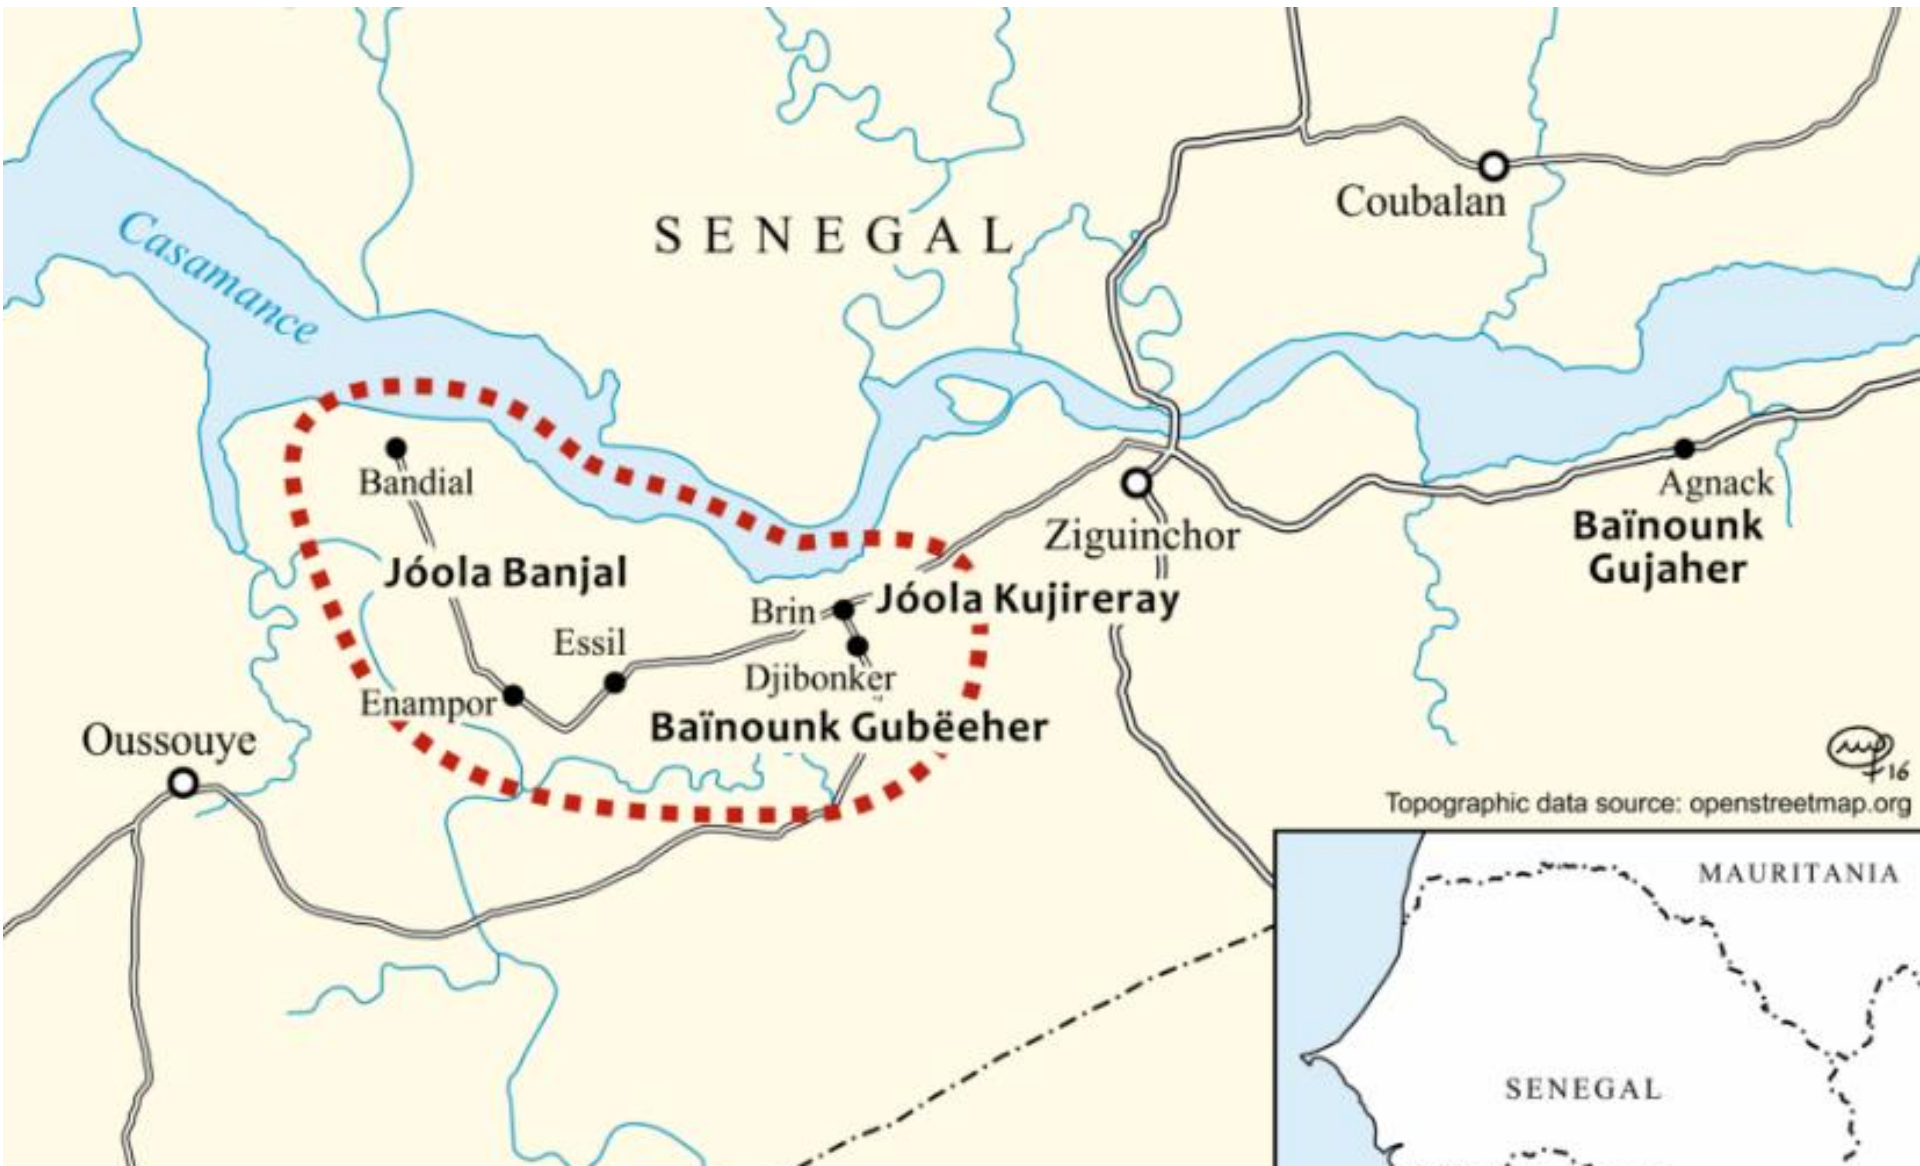 Casamance
SENEGAL
Coubalan
Bandial
Agnack
Ziguinchor
Baïnounk
Gujaher
Jóola Banjal
Brin
Jóola Kujireray
Essil
Djibonker
Enampor
Baïnounk Gubëeher
Oussouye
16
Topographic data source: openstreetmap.org
MAURITANIA
SENEGAL